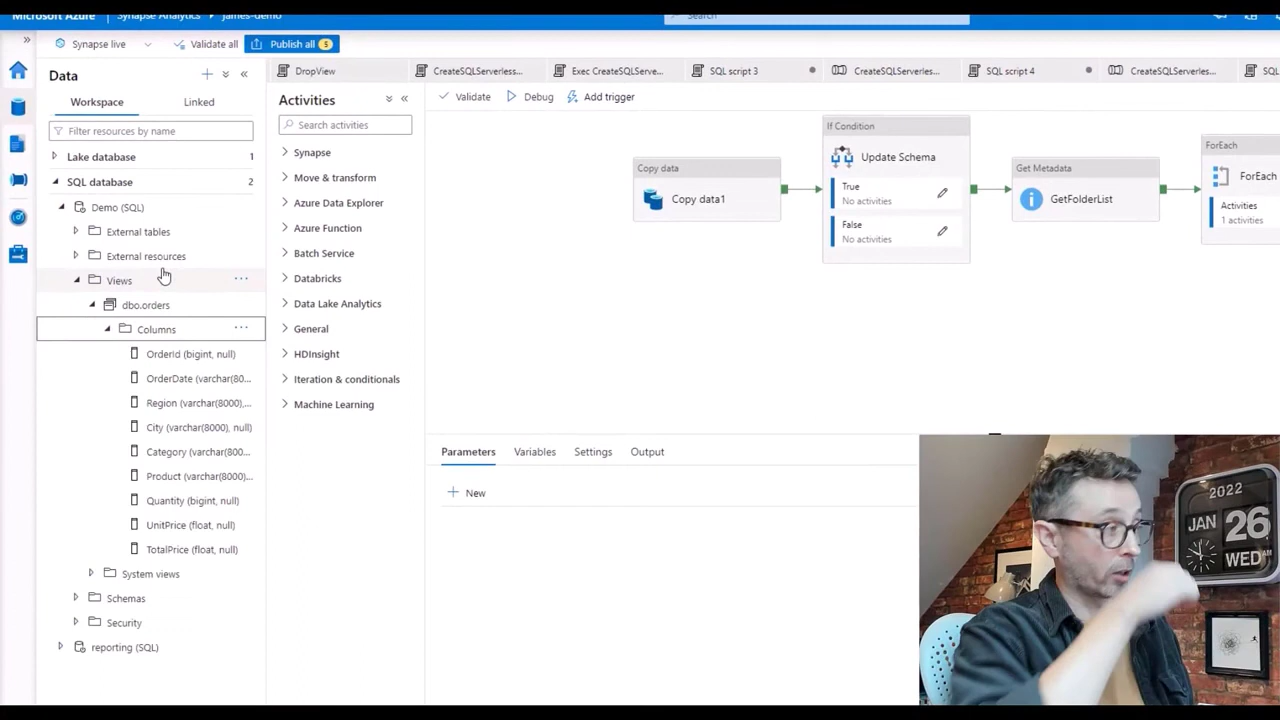 Microsoft Azure
Synapse Analytics
james-demo
Search
Synapse live
Validate all
Publish all 5
Data
Workspace
Linked
Filter resources by name
Lake database 1
SQL database 2
Demo (SQL)
External tables
External resources
Views
dbo.orders
Columns
OrderId (bigint, null)
OrderDate (varchar(80...
Region (varchar(8000),...
City (varchar(8000), null)
Category (varchar(800...
Product (varchar(8000)...
Quantity (bigint, null)
UnitPrice (float, null)
TotalPrice (float, null)
System views
Schemas
Security
reporting (SQL)
DropView
CreateSQLServerless...
Exec CreateSQLServe...
SQL script 3
CreateSQLServerles...
SQL script 4
CreateSQLServerles...
SQL
Activities
Search activities
Synapse
Move & transform
Azure Data Explorer
Azure Function
Batch Service
Databricks
Data Lake Analytics
General
HDInsight
Iteration & conditionals
Machine Learning
Validate
Debug
Add trigger
Copy data
Copy data1
If Condition
Update Schema
True
No activities
False
No activities
Get Metadata
GetFolderList
ForEach
ForEach
Activities
1 activities
Parameters
Variables
Settings
Output
New
2022
JAN 26
WED